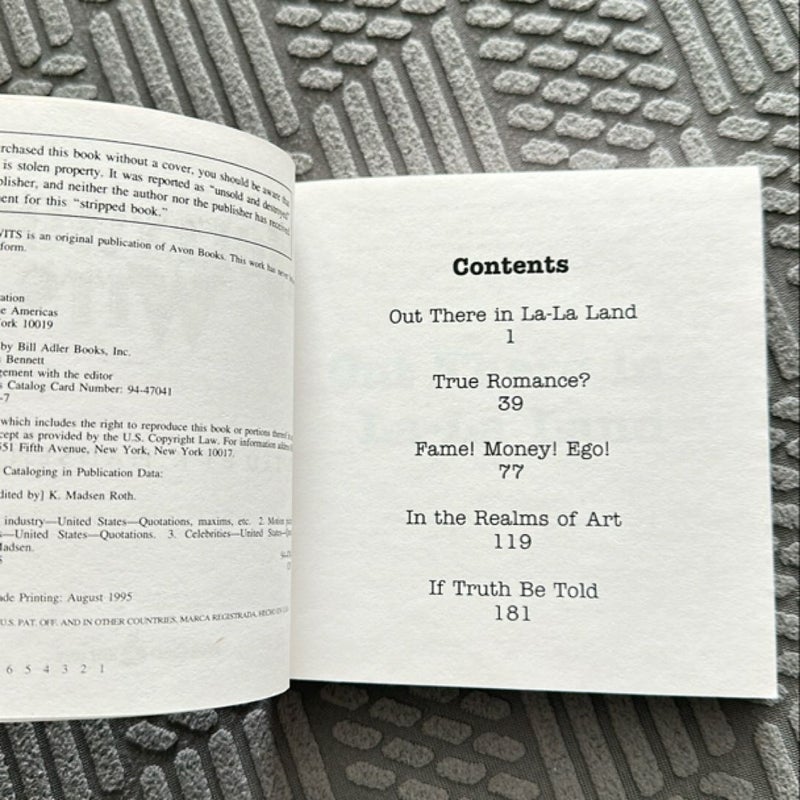 rchased this book without a cover, you should be aware that
is stolen property. It was reported as "unsold and destroyed"
blisher, and neither the author nor the publisher has received
ent for this "stripped book."
VITS is an original publication of Avon Books. This work has never
form.
ation
e Americas
ork 10019
by Bill Adler Books, Inc.
Bennett
gement with the editor
s Catalog Card Number: 94-47041
-7
which includes the right to reproduce this book or portions thereof in
cept as provided by the U.S. Copyright Law. For information address
551 Fifth Avenue, New York, New York 10017.
Cataloging in Publication Data:
dited by] K. Madsen Roth.
industry—United States—Quotations, maxims, etc. 2. Motion
—United States—Quotations. 3. Celebrities—United States
Madsen.
ade Printing: August 1995
U.S. PAT. OFF. AND IN OTHER COUNTRIES, MARCA REGISTRADA, HECHO EN
6 5 4 3 2 1
Contents
Out There in La-La Land
1
True Romance?
39
Fame! Money! Ego!
77
In the Realms of Art
119
If Truth Be Told
181